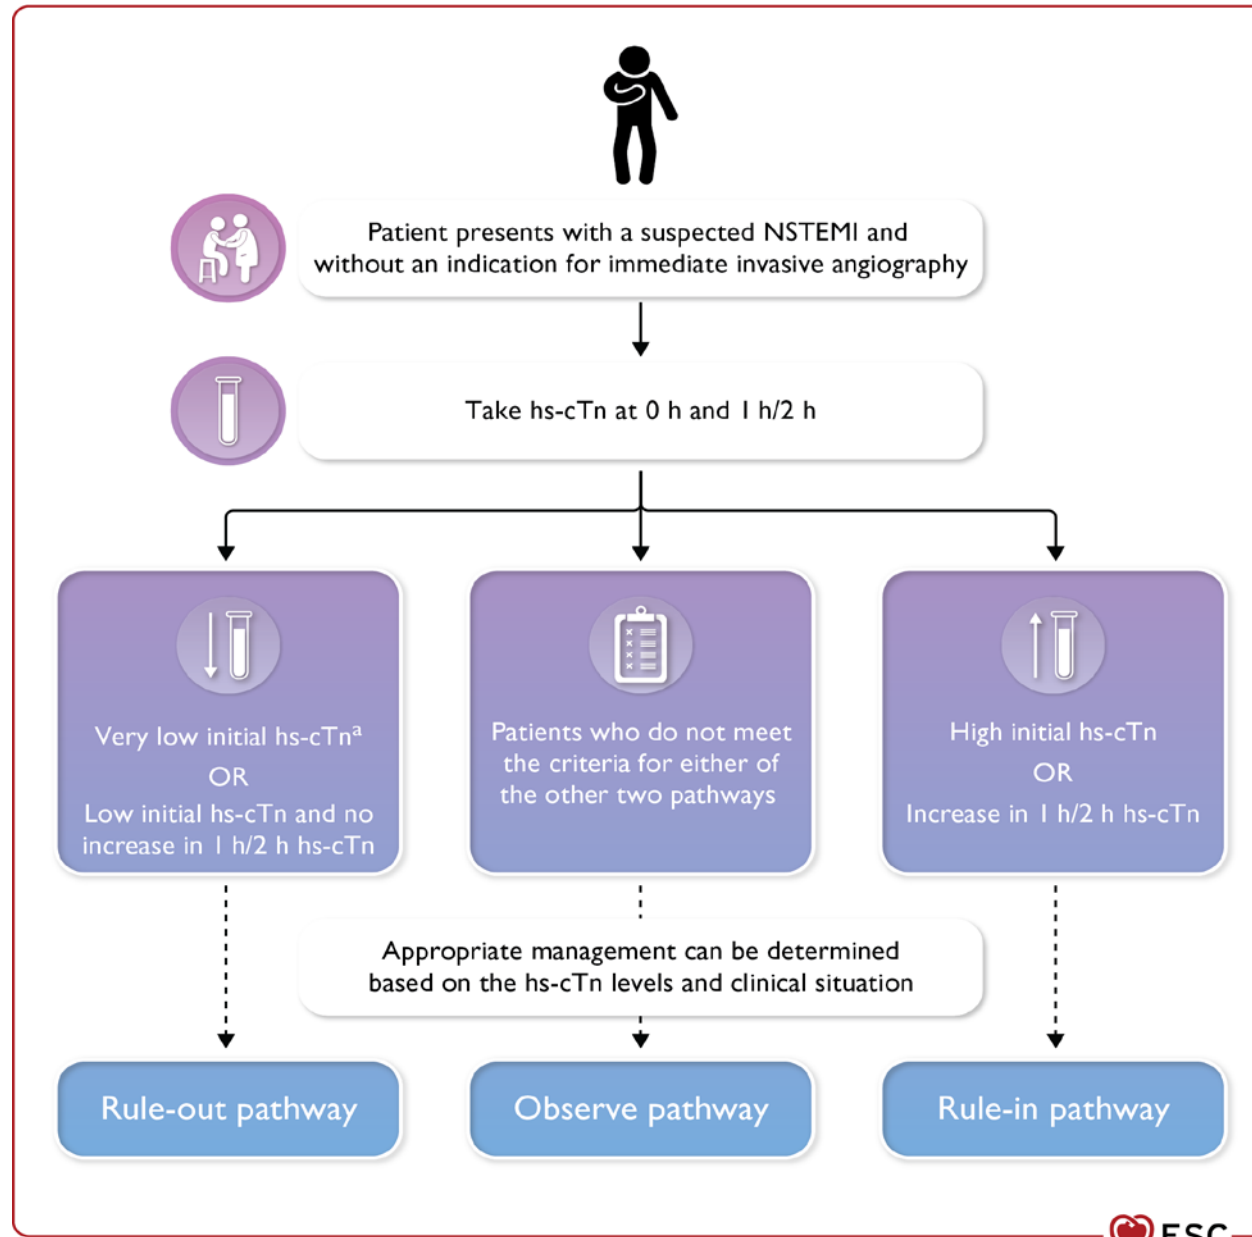 Patient presents with a suspected NSTEMI and
without an indication for immediate invasive angiography
Take hs-cTn at 0 h and 1 h/2 h
Very low initial hs-cTnᵃ
OR
Low initial hs-cTn and no
increase in 1 h/2 h hs-cTn
Patients who do not meet
the criteria for either of
the other two pathways
High initial hs-cTn
OR
Increase in 1 h/2 h hs-cTn
Appropriate management can be determined
based on the hs-cTn levels and clinical situation
Rule-out pathway
Observe pathway
Rule-in pathway
ESC